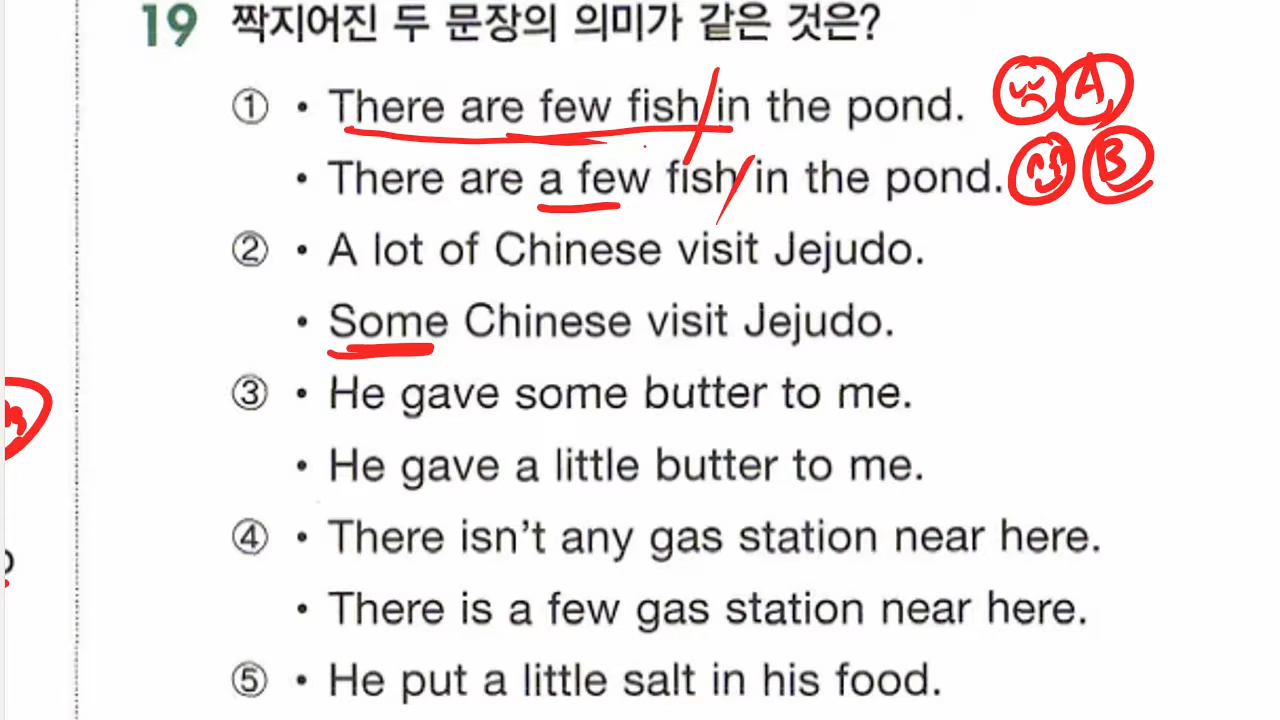 19 짝지어진 두 문장의 의미가 같은 것은?
① • There are few fish in the pond. A
• There are a few fish in the pond. B
② • A lot of Chinese visit Jejudo.
• Some Chinese visit Jejudo.
③ • He gave some butter to me.
• He gave a little butter to me.
④ • There isn't any gas station near here.
• There is a few gas station near here.
⑤ • He put a little salt in his food.